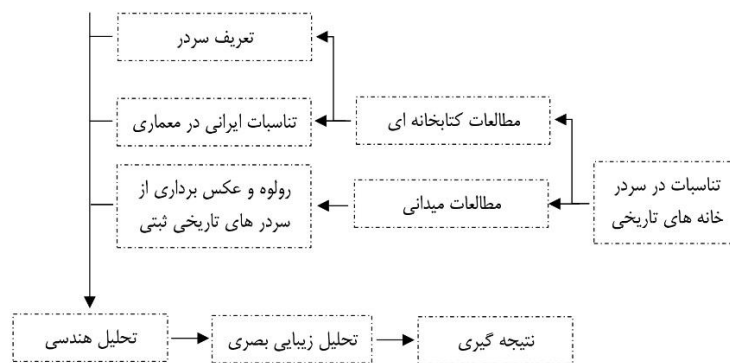 تعریف سردر
مطالعات کتابخانه ای
تناسبات ایرانی در معماری
تناسبات در سردر
خانه های تاریخی
مطالعات میدانی
رولوه و عکس برداری از
سردر های تاریخی ثبتی
تحلیل هندسی
تحلیل زیبایی بصری
نتیجه گیری